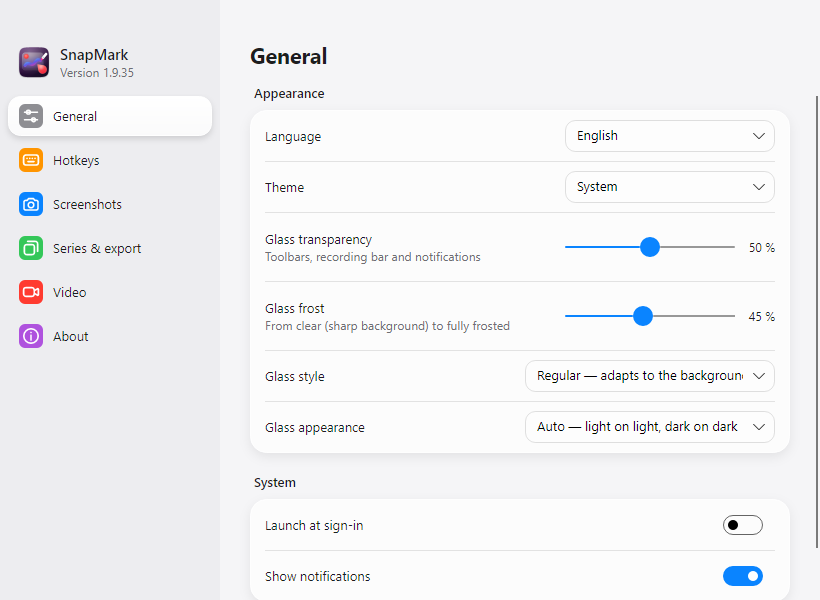 SnapMark
Version 1.9.35
General
Hotkeys
Screenshots
Series & export
Video
About
General
Appearance
Language
English
Theme
System
Glass transparency
Toolbars, recording bar and notifications
50 %
Glass frost
From clear (sharp background) to fully frosted
45 %
Glass style
Regular — adapts to the backgroun
Glass appearance
Auto — light on light, dark on dark
System
Launch at sign-in
Show notifications